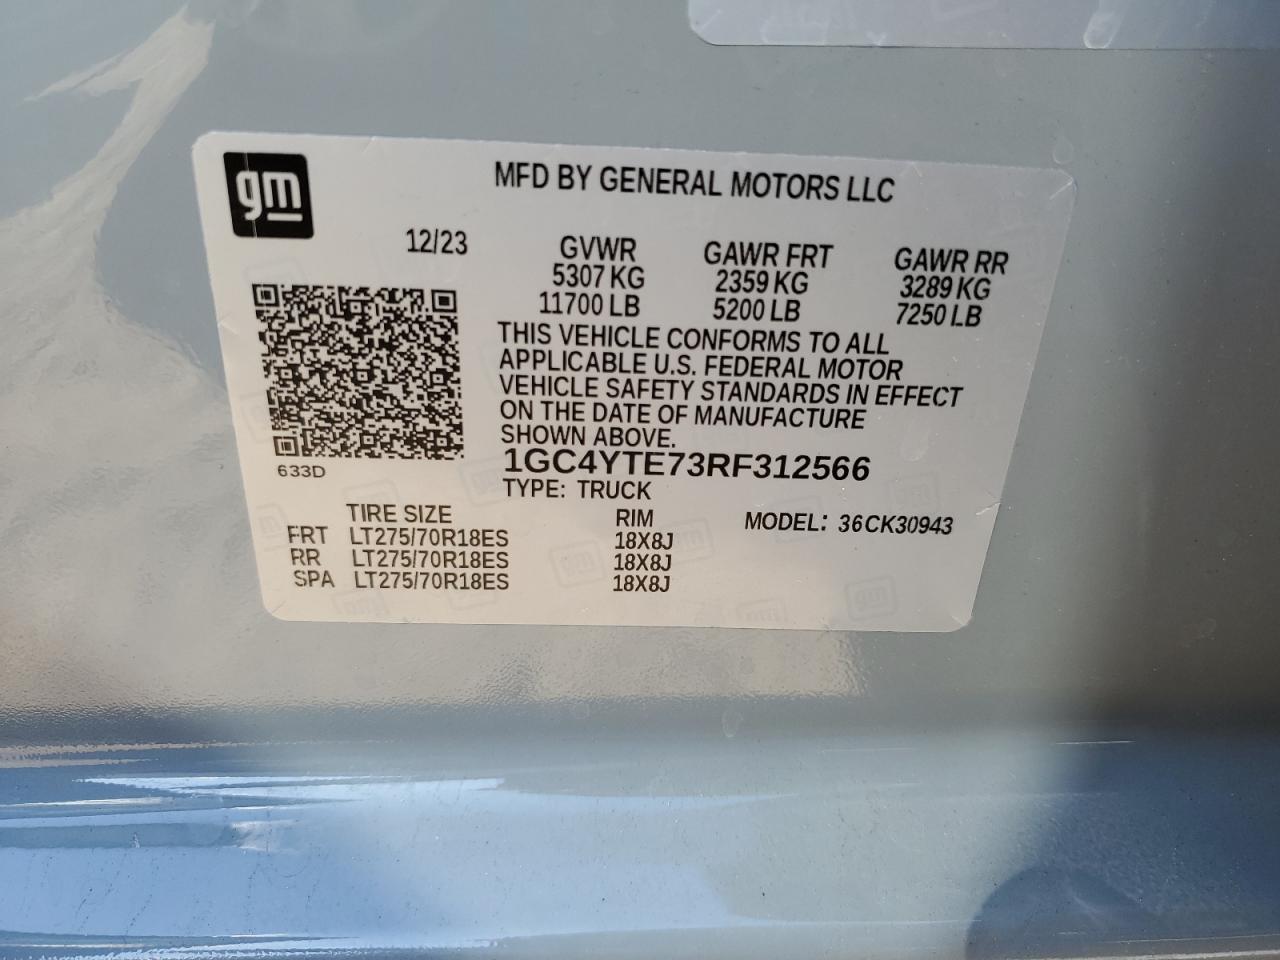 gm
MFD BY GENERAL MOTORS LLC
12/23
GVWR GAWR FRT GAWR RR
5307 KG 2359 KG 3289 KG
11700 LB 5200 LB 7250 LB
THIS VEHICLE CONFORMS TO ALL
APPLICABLE U.S. FEDERAL MOTOR
VEHICLE SAFETY STANDARDS IN EFFECT
ON THE DATE OF MANUFACTURE
SHOWN ABOVE.
633D
1GC4YTE73RF312566
TYPE: TRUCK
TIRE SIZE RIM MODEL: 36CK30943
FRT LT275/70R18ES 18X8J
RR LT275/70R18ES 18X8J
SPA LT275/70R18ES 18X8J